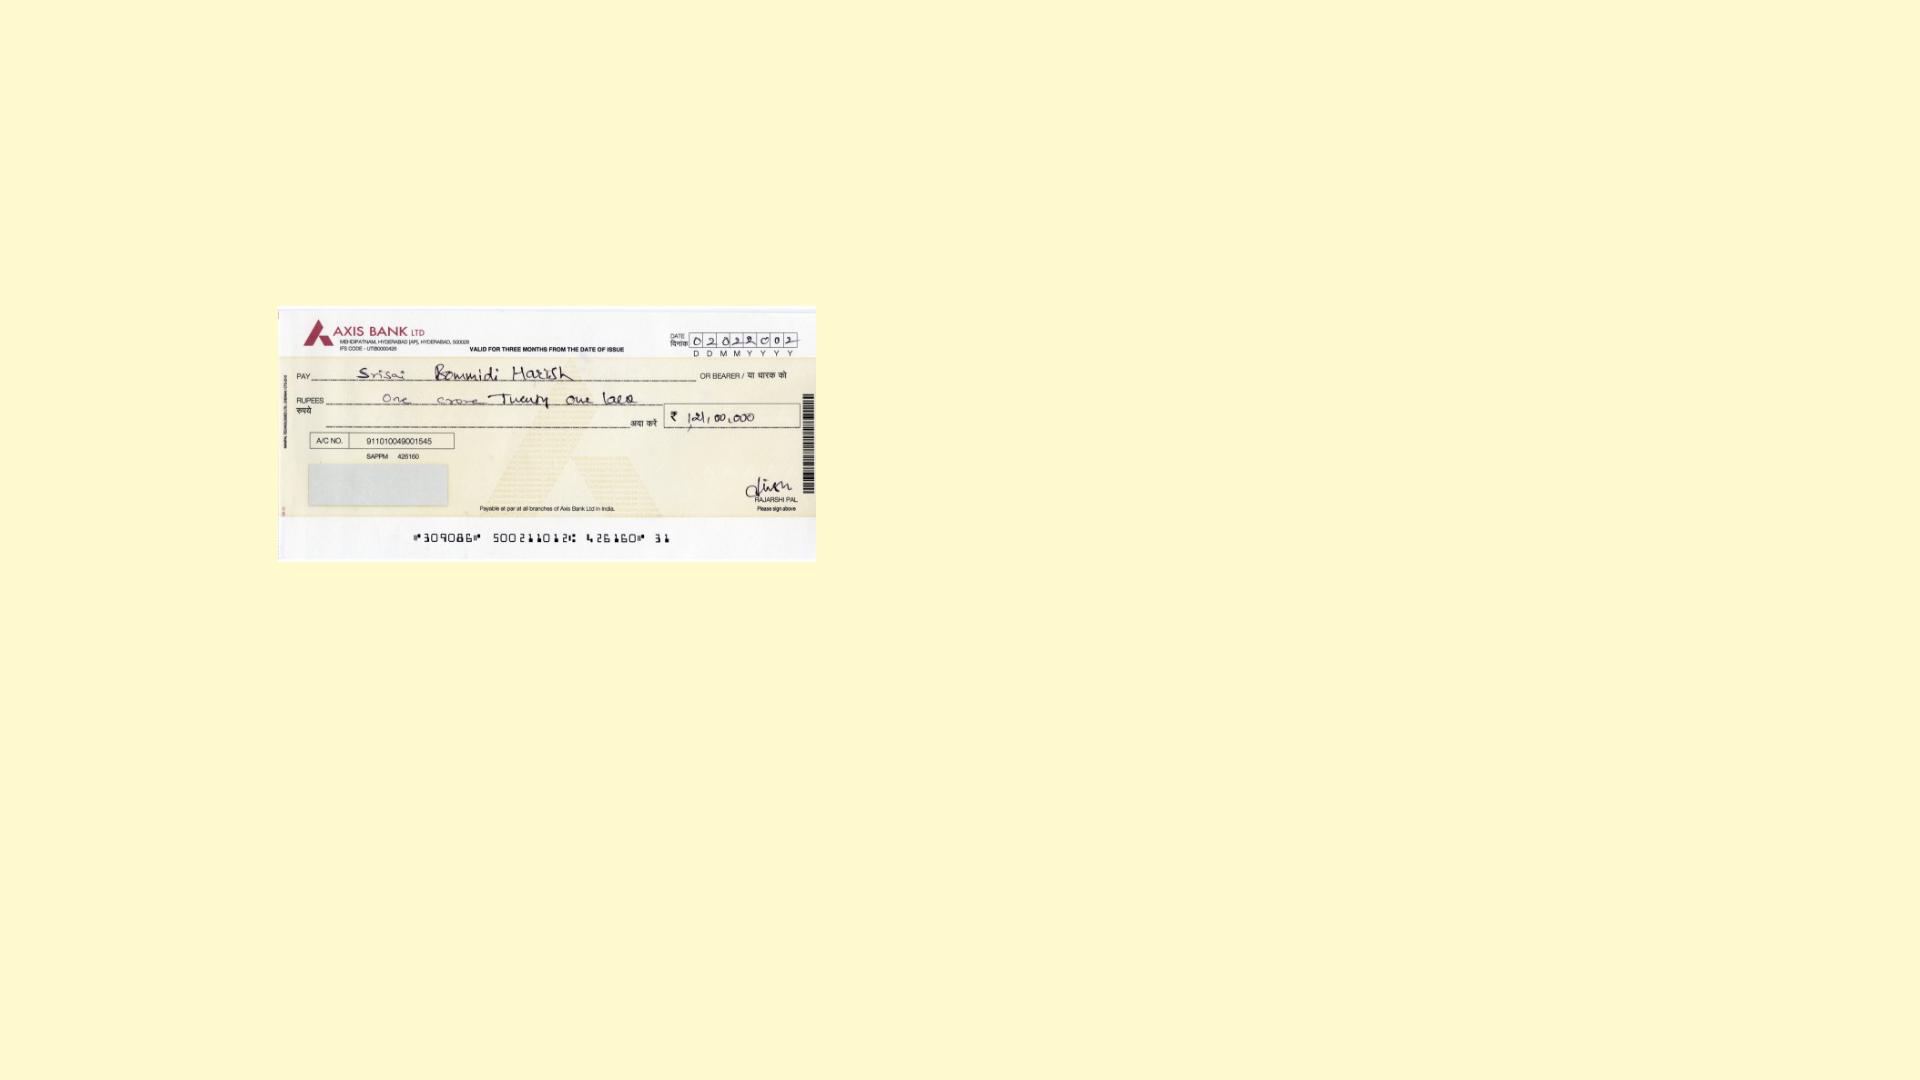 AXIS BANK LTD
MEHDIPATNAM, HYDERABAD [AP], HYDERABAD, 500028
IFS CODE - UTIB0000426
VALID FOR THREE MONTHS FROM THE DATE OF ISSUE
DATE
दिनांक 0 2 0 2 2 0 0 2
D D M M Y Y Y Y
PAY Srisai Bommidi Harish OR BEARER / या धारक को
RUPEES One crore Twenty one lacs
रुपये
अदा करें ₹ 1,21,00,000
A/C NO. 911010049001545
SAPPM 426160
RAJARSHI PAL
Please sign above
Payable at par at all branches of Axis Bank Ltd in India.
⑈309086⑈ 500211012⑆ 426160⑈ 31